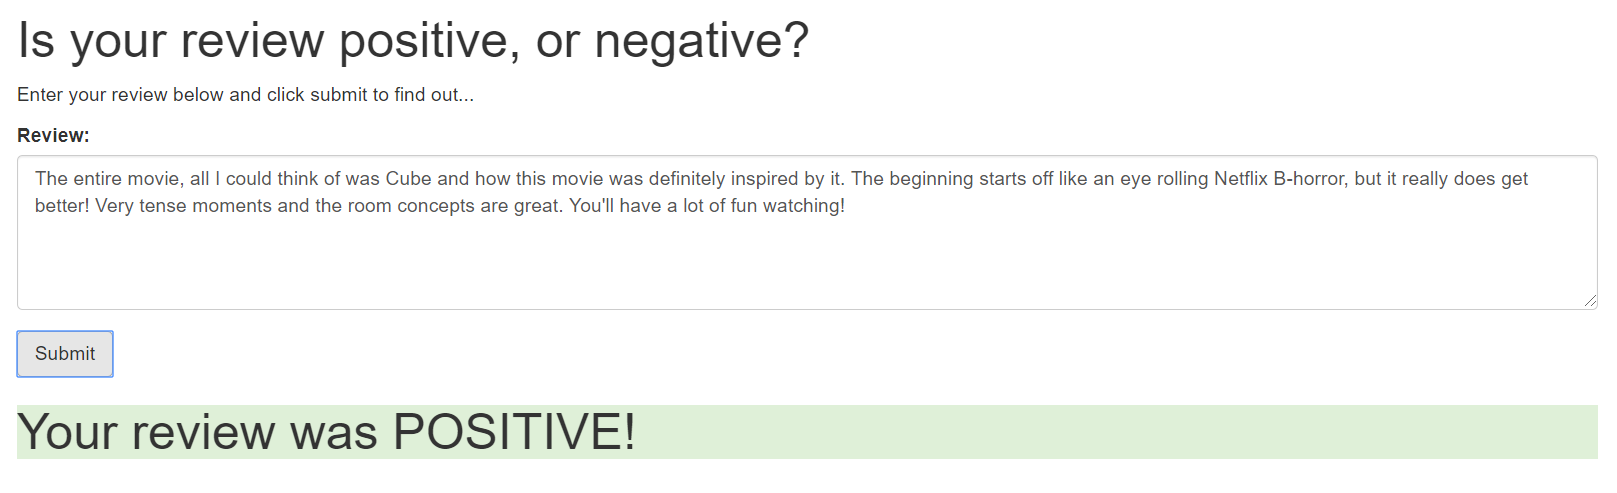 Is your review positive, or negative?
Enter your review below and click submit to find out...
Review:
The entire movie, all I could think of was Cube and how this movie was definitely inspired by it. The beginning starts off like an eye rolling Netflix B-horror, but it really does get
better! Very tense moments and the room concepts are great. You'll have a lot of fun watching!
Submit
Your review was POSITIVE!